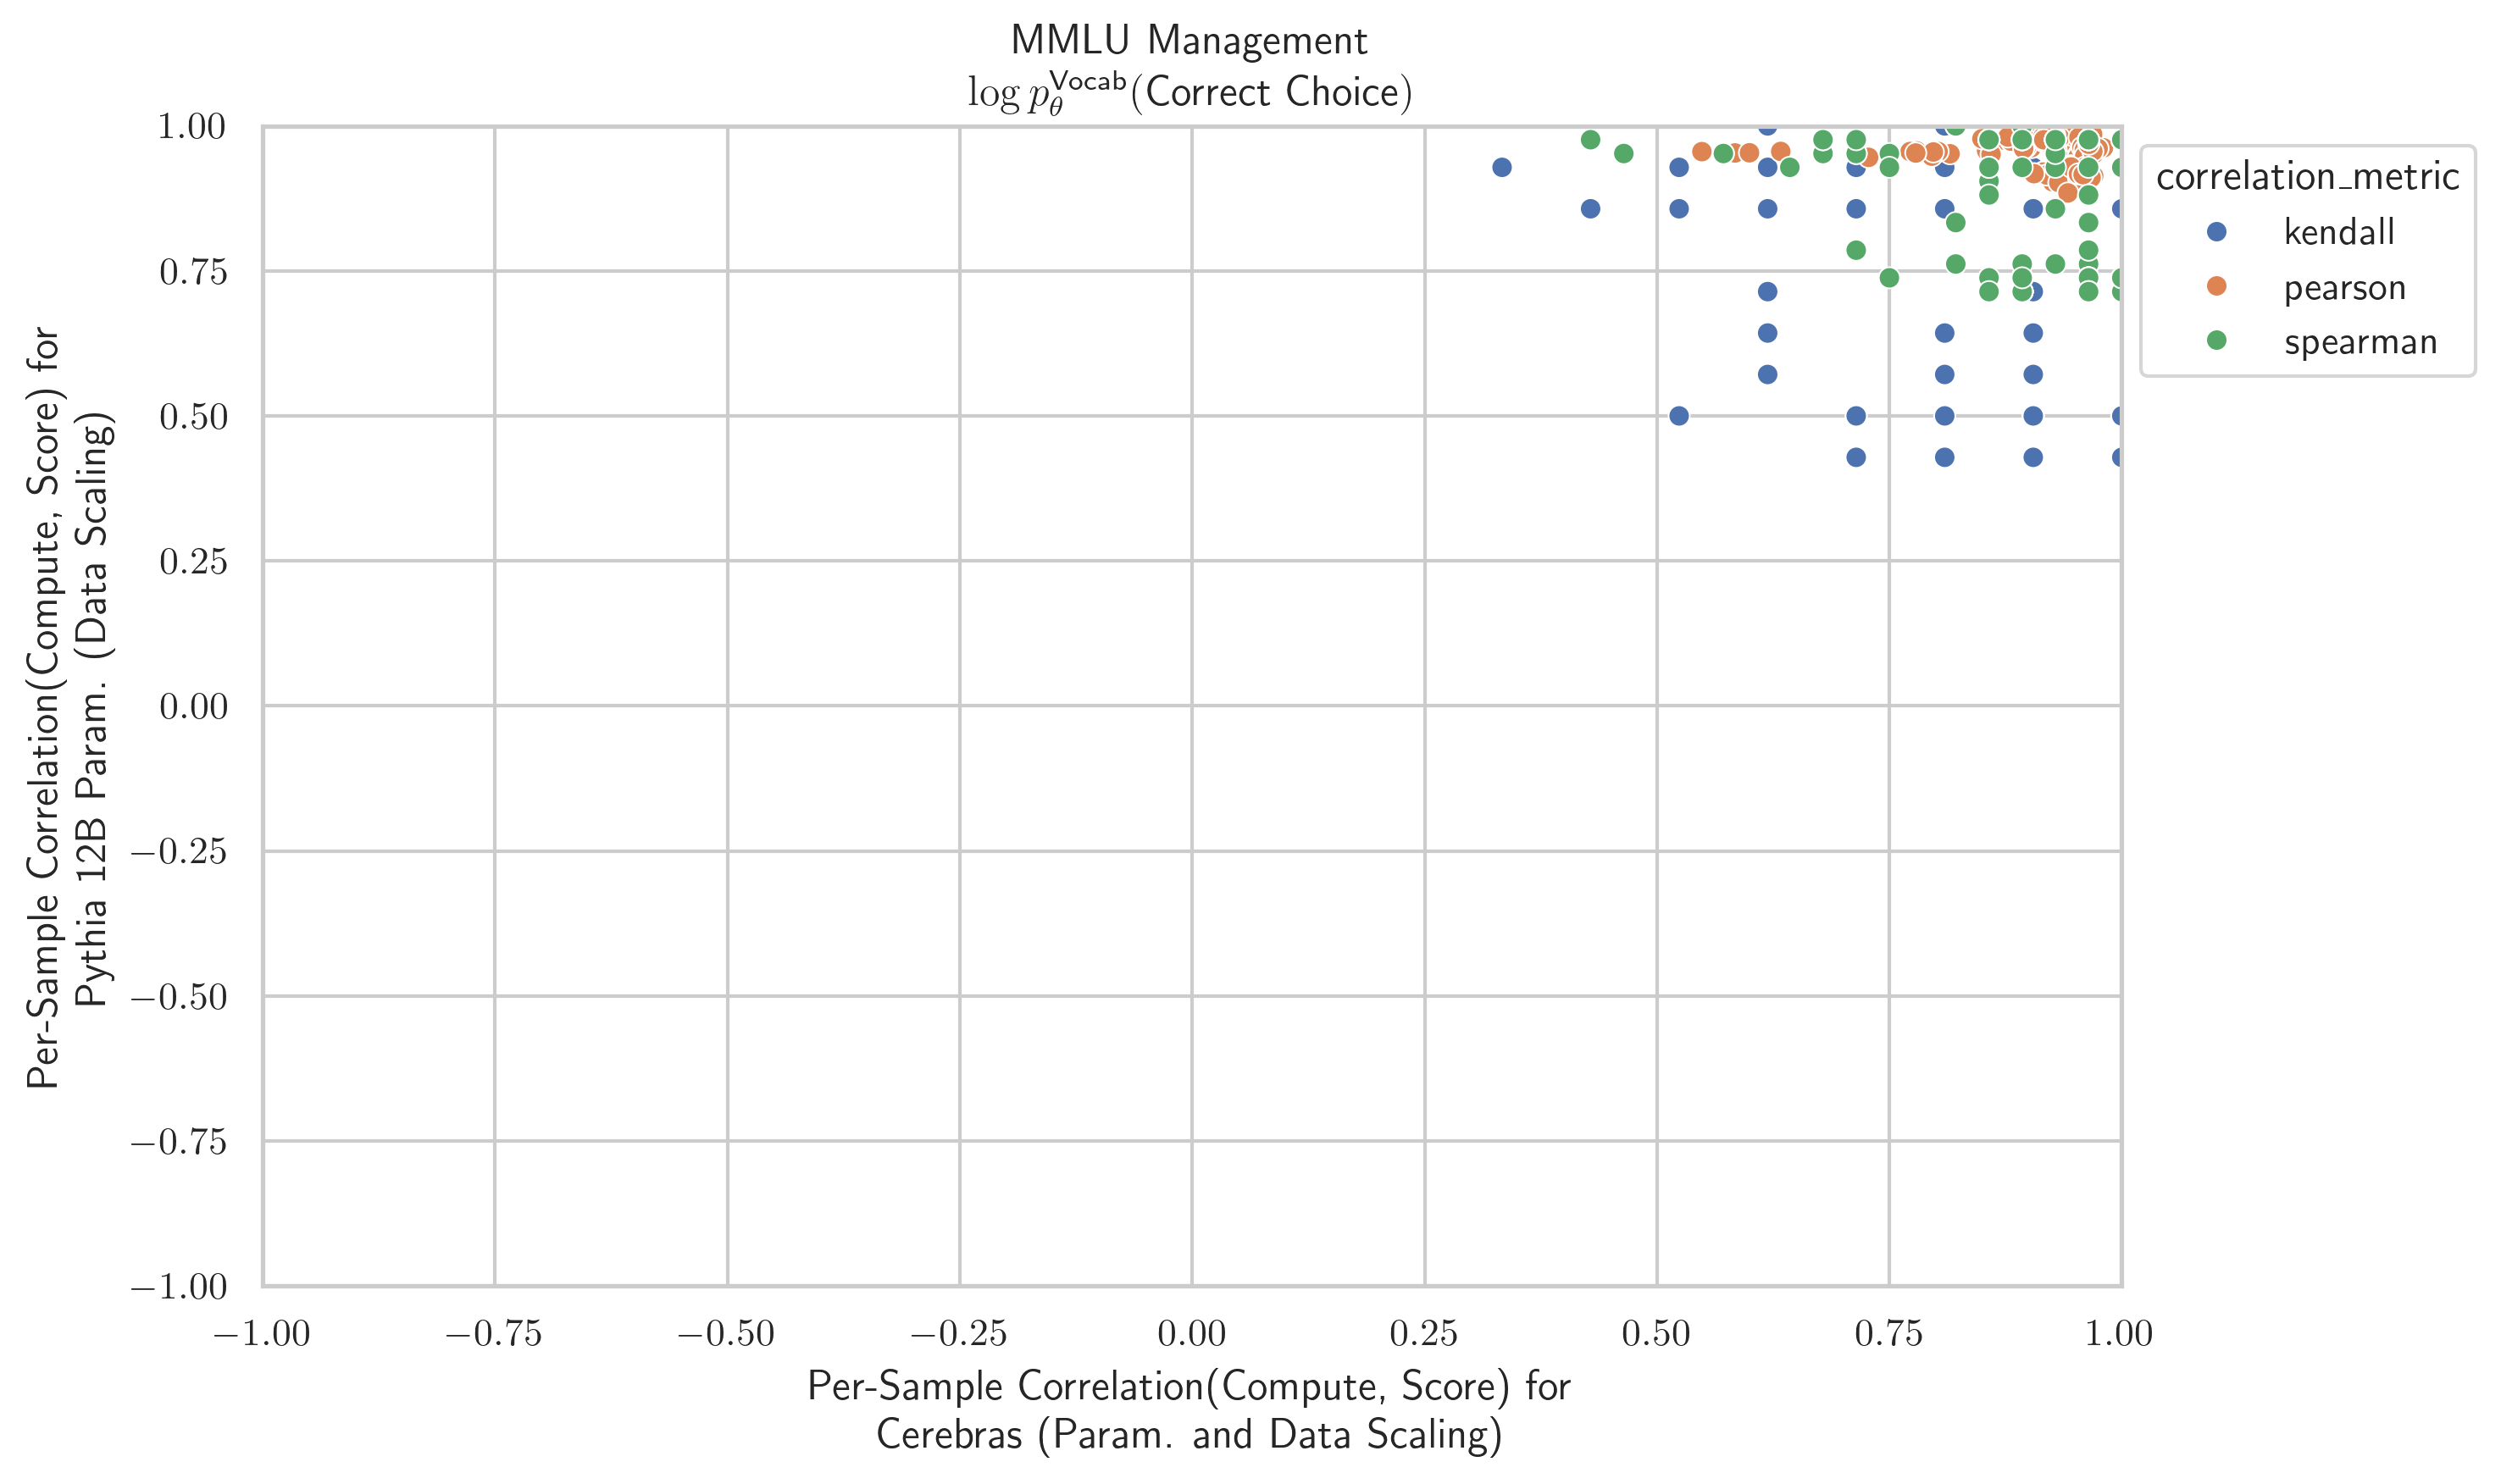 MMLU Management
log p_θ^Vocab(Correct Choice)
1.00
0.75
0.50
0.25
0.00
−0.25
−0.50
−0.75
−1.00
Per-Sample Correlation(Compute, Score) for
Pythia 12B Param. (Data Scaling)
correlation_metric
kendall
pearson
spearman
−1.00 −0.75 −0.50 −0.25 0.00 0.25 0.50 0.75 1.00
Per-Sample Correlation(Compute, Score) for
Cerebras (Param. and Data Scaling)